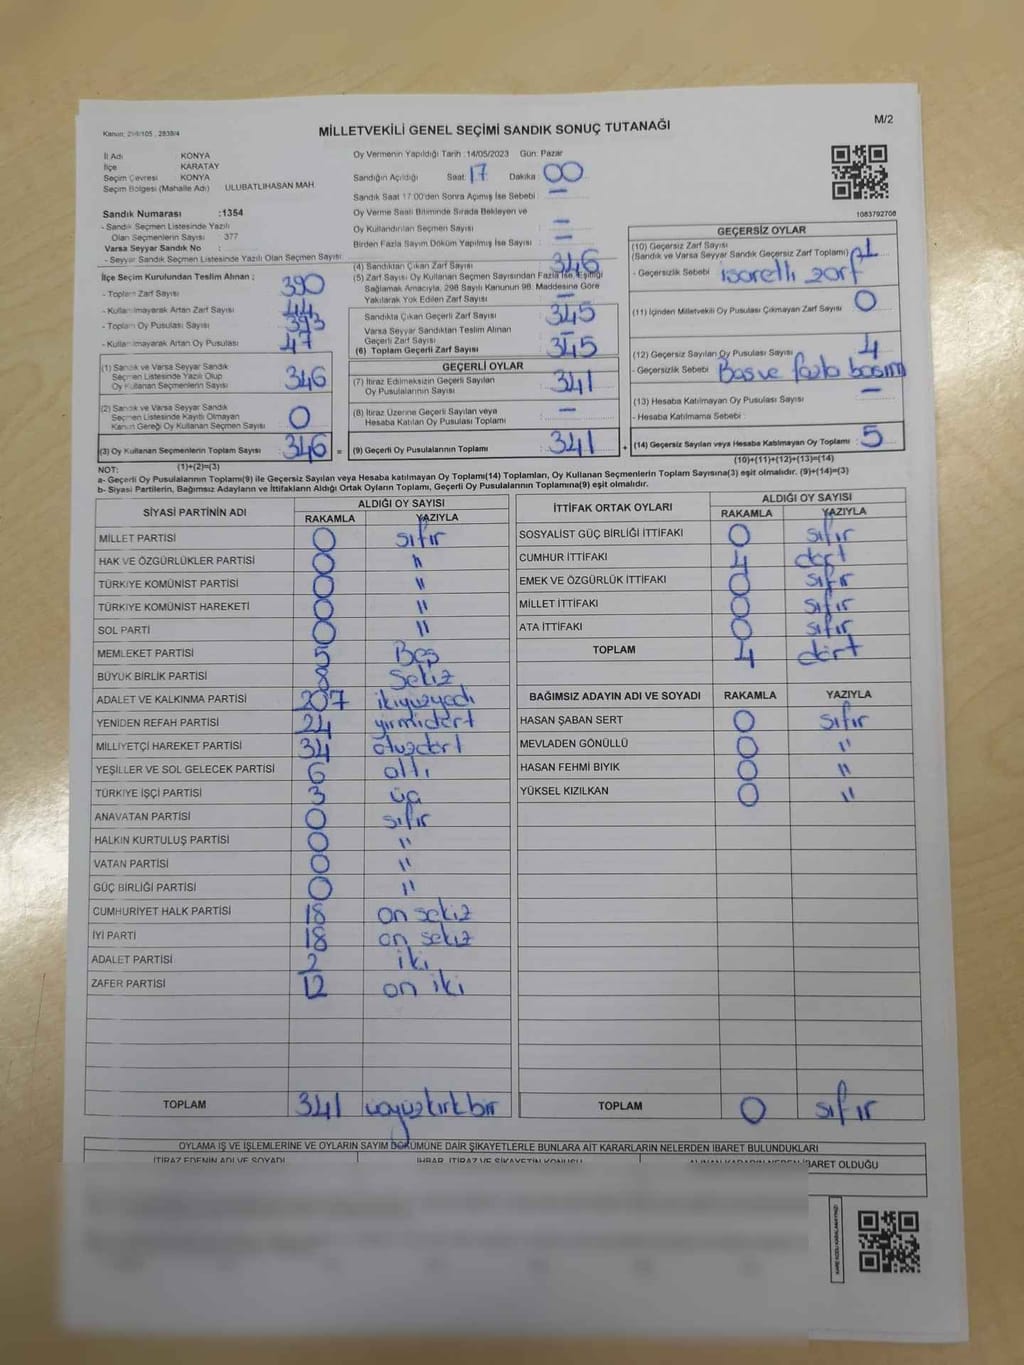 Kanun: 298/105 , 2839/4
MİLLETVEKİLİ GENEL SEÇİMİ SANDIK SONUÇ TUTANAĞI
M/2
İl Adı KONYA
İlçe KARATAY
Seçim Çevresi KONYA
Seçim Bölgesi (Mahalle Adı) ULUBATLIHASAN MAH
Sandık Numarası :1354
- Sandık Seçmen Listesinde Yazılı
Olan Seçmenlerin Sayısı : 377
Varsa Seyyar Sandık No :
- Seyyar Sandık Seçmen Listesinde Yazılı Olan Seçmen Sayısı
Oy Vermenin Yapıldığı Tarih :14/05/2023 Gün: Pazar
Sandığın Açıldığı Saat: 17 Dakika 00
Sandık Saat 17:00'den Sonra Açımış İse Sebebi : —
Oy Verme Saati Bitiminde Sırada Bekleyen ve
Oy Kullandırılan Seçmen Sayısı : —
Birden Fazla Sayım Döküm Yapılmış İse Sayısı : —
1083792708
İlçe Seçim Kurulundan Teslim Alınan ;
- Toplam Zarf Sayısı 390
- Kullanılmayarak Artan Zarf Sayısı 44
- Toplam Oy Pusulası Sayısı 393
- Kullanılmayarak Artan Oy Pusulası 47
(1) Sandık ve Varsa Seyyar Sandık
Seçmen Listesinde Yazılı Olup
Oy Kullanan Seçmenlerin Sayısı 346
(2) Sandık ve Varsa Seyyar Sandık
Seçmen Listesinde Kayıtlı Olmayan
Kanun Gereği Oy Kullanan Seçmen Sayısı 0
(3) Oy Kullanan Seçmenlerin Toplam Sayısı 346 =
(4) Sandıktan Çıkan Zarf Sayısı : 346
(5) Zarf Sayısı Oy Kullanan Seçmen Sayısından Fazla İse, Eşitliği
Sağlamak Amacıyla, 298 Sayılı Kanunun 98. Maddesine Göre
Yakılarak Yok Edilen Zarf Sayısı : —
Sandıkta Çıkan Geçerli Zarf Sayısı : 345
Varsa Seyyar Sandıktan Teslim Alınan
Geçerli Zarf Sayısı : —
(6) Toplam Geçerli Zarf Sayısı : 345
GEÇERLİ OYLAR
(7) İtiraz Edilmeksizin Geçerli Sayılan
Oy Pusulasının Sayısı : 341
(8) İtiraz Üzerine Geçerli Sayılan veya
Hesaba Katılan Oy Pusulası Toplamı : —
(9) Geçerli Oy Pusulalarının Toplamı : 341 +
GEÇERSİZ OYLAR
(10) Geçersiz Zarf Sayısı
(Sandık ve Varsa Seyyar Sandık Geçersiz Zarf Toplamı) : 1
- Geçersizlik Sebebi : işaretli zarf
(11) İçinden Milletvekili Oy Pusulası Çıkmayan Zarf Sayısı : 0
(12) Geçersiz Sayılan Oy Pusulası Sayısı : 4
- Geçersizlik Sebebi : Boş ve fazla basım
(13) Hesaba Katılmayan Oy Pusulası Sayısı : —
- Hesaba Katılmama Sebebi :
(14) Geçersiz Sayılan veya Hesaba Katılmayan Oy Toplamı : 5
(1)+(2)=(3)
(10)+(11)+(12)+(13)=(14)
NOT:
a- Geçerli Oy Pusulalarının Toplamı(9) ile Geçersiz Sayılan veya Hesaba katılmayan Oy Toplamı(14) Toplamları, Oy Kullanan Seçmenlerin Toplam Sayısına(3) eşit olmalıdır. (9)+(14)=(3)
b- Siyasi Partilerin, Bağımsız Adayların ve İttifakların Aldığı Ortak Oyların Toplamı, Geçerli Oy Pusulalarının Toplamına(9) eşit olmalıdır.
SİYASİ PARTİNİN ADI ALDIĞI OY SAYISI
RAKAMLA YAZIYLA
MİLLET PARTİSİ 0 sıfır
HAK VE ÖZGÜRLÜKLER PARTİSİ 0 "
TÜRKİYE KOMÜNİST PARTİSİ 0 "
TÜRKİYE KOMÜNİST HAREKETİ 0 "
SOL PARTİ 0 "
MEMLEKET PARTİSİ 5 Beş
BÜYÜK BİRLİK PARTİSİ 8 Sekiz
ADALET VE KALKINMA PARTİSİ 207 ikiyüzyedi
YENİDEN REFAH PARTİSİ 24 yirmidört
MİLLİYETÇİ HAREKET PARTİSİ 34 otuzdört
YEŞİLLER VE SOL GELECEK PARTİSİ 6 altı
TÜRKİYE İŞÇİ PARTİSİ 3 üç
ANAVATAN PARTİSİ 0 sıfır
HALKIN KURTULUŞ PARTİSİ 0 "
VATAN PARTİSİ 0 "
GÜÇ BİRLİĞİ PARTİSİ 0 "
CUMHURİYET HALK PARTİSİ 18 on sekiz
İYİ PARTİ 18 on sekiz
ADALET PARTİSİ 2 iki
ZAFER PARTİSİ 12 on iki
TOPLAM 341 üçyüzkırkbir
İTTİFAK ORTAK OYLARI ALDIĞI OY SAYISI
RAKAMLA YAZIYLA
SOSYALİST GÜÇ BİRLİĞİ İTTİFAKI 0 sıfır
CUMHUR İTTİFAKI 4 dört
EMEK VE ÖZGÜRLÜK İTTİFAKI 0 sıfır
MİLLET İTTİFAKI 0 sıfır
ATA İTTİFAKI 0 sıfır
TOPLAM 4 dört
BAĞIMSIZ ADAYIN ADI VE SOYADI RAKAMLA YAZIYLA
HASAN ŞABAN SERT 0 sıfır
MEVLADEN GÖNÜLLÜ 0 "
HASAN FEHMİ BIYIK 0 "
YÜKSEL KIZILKAN 0 "
TOPLAM 0 sıfır
OYLAMA İŞ VE İŞLEMLERİNE VE OYLARIN SAYIM DÖKÜMÜNE DAİR ŞİKAYETLERLE BUNLARA AİT KARARLARIN NELERDEN İBARET BULUNDUKLARI
İTİRAZ EDENİN ADI VE SOYADI İHBAR, İTİRAZ VE ŞİKAYETİN KONUSU ALINAN KARARIN NEDEN İBARET OLDUĞU
KARE KODU KARALAMAYINIZ!